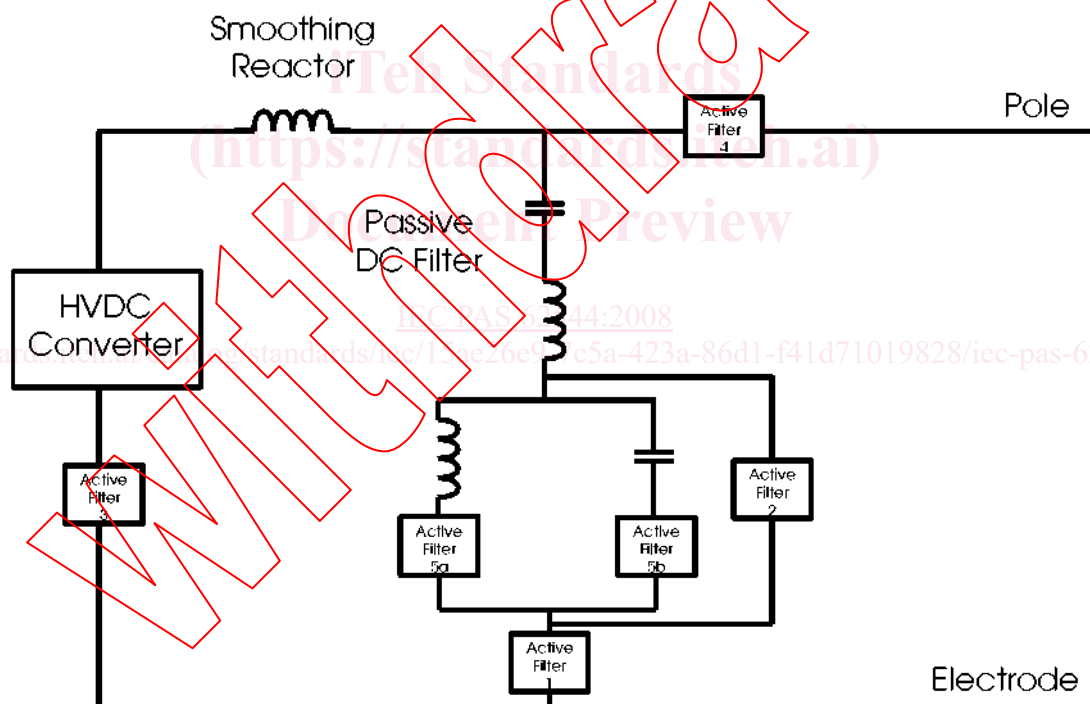 Smoothing
Reactor
iTeh Standards
Pole
Active
Filter
4
(https://standards.iteh.ai)
Document Preview
Passive
DC Filter
HVDC
Converter
IEC PAS 62344:2008
Active
Filter
3
Active
Filter
2
Active
Filter
5a
Active
Filter
5b
Active
Filter
1
Electrode
Withdrawn